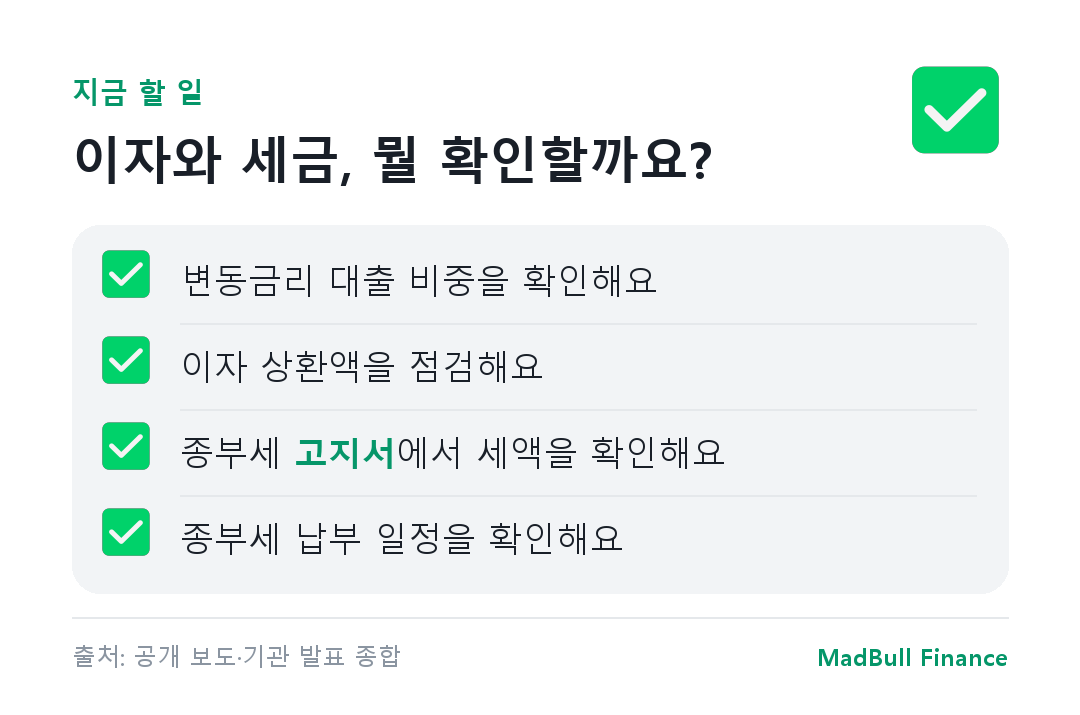 지금 할 일
이자와 세금, 뭘 확인할까요?
변동금리 대출 비중을 확인해요
이자 상환액을 점검해요
종부세 고지서에서 세액을 확인해요
종부세 납부 일정을 확인해요
출처: 공개 보도·기관 발표 종합
MadBull Finance